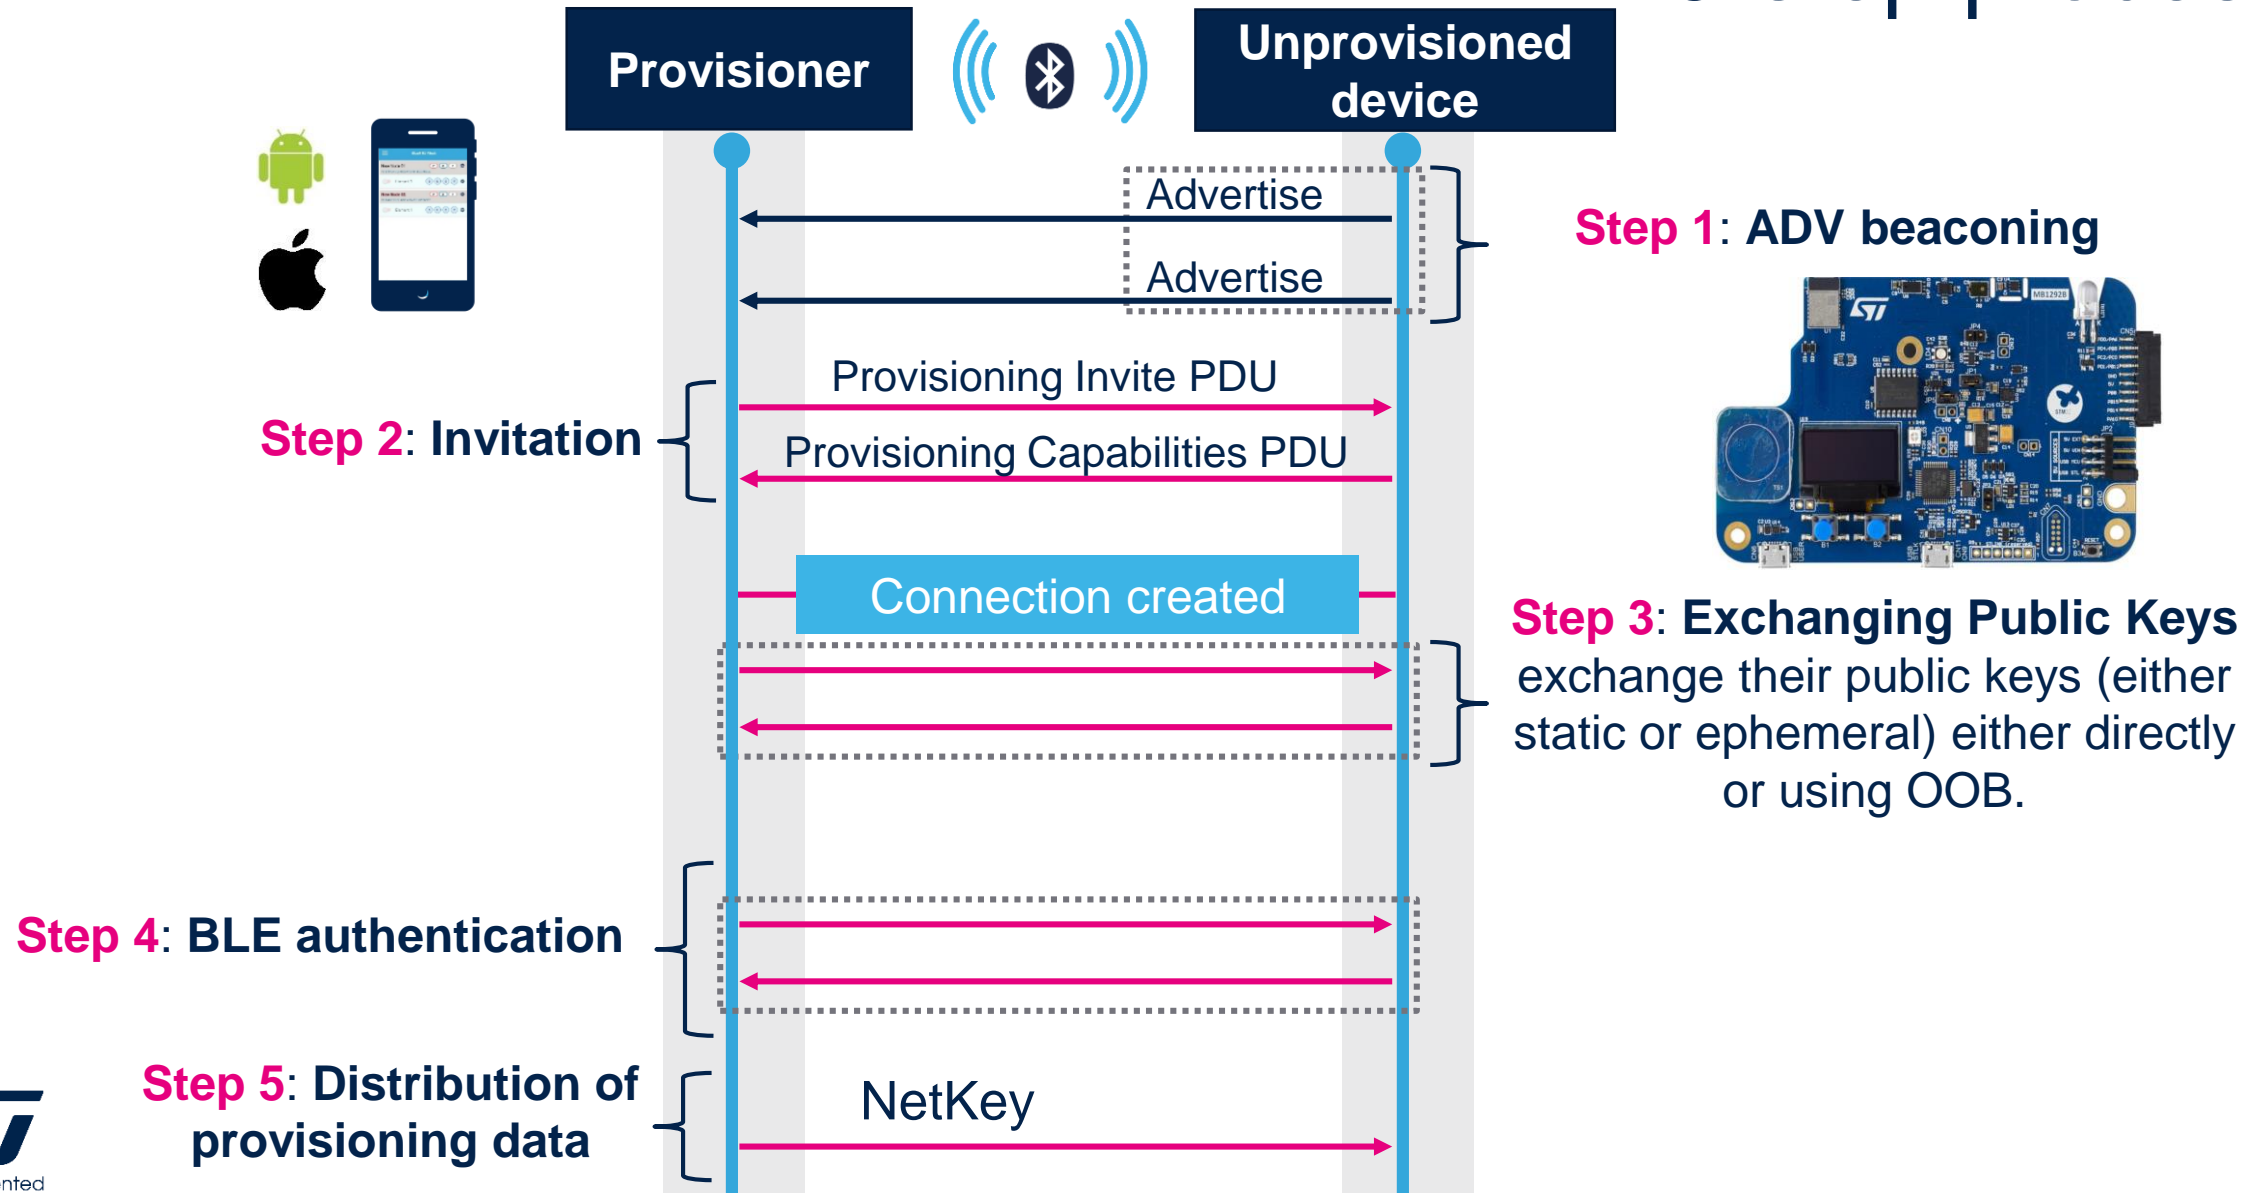 Provisioner
Unprovisioned
device
Advertise
Advertise
Step 1: ADV beaconing
MB1292B
Provisioning Invite PDU
Step 2: Invitation
Provisioning Capabilities PDU
Connection created
Step 3: Exchanging Public Keys
exchange their public keys (either
static or ephemeral) either directly
or using OOB.
Step 4: BLE authentication
Step 5: Distribution of
provisioning data
NetKey